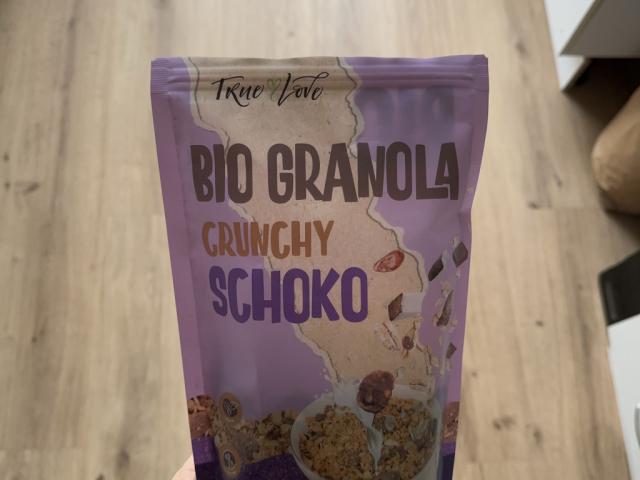 True Love
BIO GRANOLA
CRUNCHY
SCHOKO